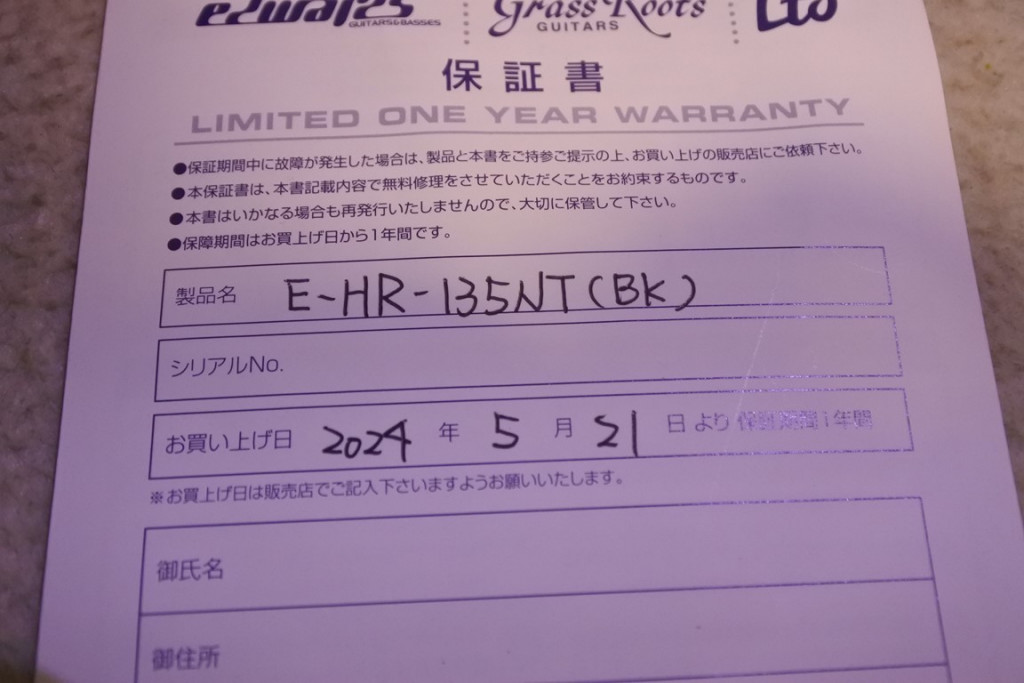 edwards GUITARS&BASSES Grass Roots GUITARS LTD
保証書
LIMITED ONE YEAR WARRANTY
●保証期間中に故障が発生した場合は、製品と本書をご持参ご提示の上、お買い上げの販売店にご依頼下さい。
●本保証書は、本書記載内容で無料修理をさせていただくことをお約束するものです。
●本書はいかなる場合も再発行いたしませんので、大切に保管して下さい。
●保障期間はお買上げ日から1年間です。
製品名 E-HR-135NT(BK)
シリアルNo.
お買い上げ日 2024 年 5 月 21 日 より 保証期間1年間
※お買上げ日は販売店でご記入下さいますようお願いいたします。
御氏名
御住所